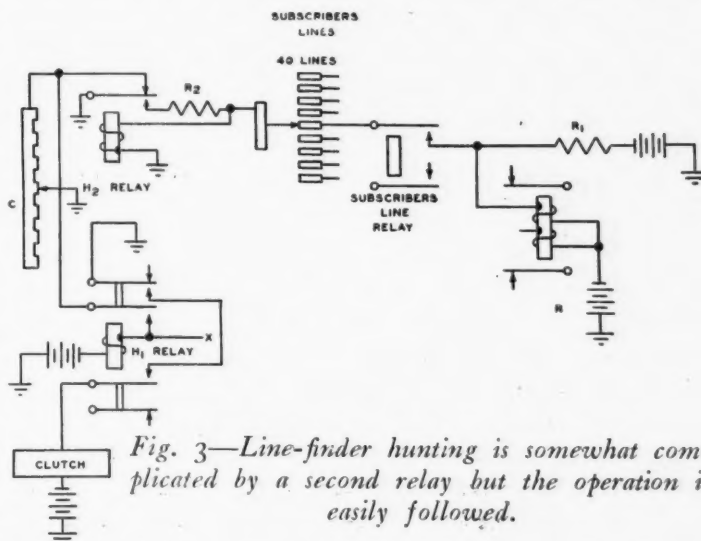 SUBSCRIBERS
LINES
40 LINES
R2
R1
H2 RELAY
C
SUBSCRIBERS
LINE
RELAY
R
X
H1 RELAY
CLUTCH
Fig. 3—Line-finder hunting is somewhat com-
plicated by a second relay but the operation i
easily followed.